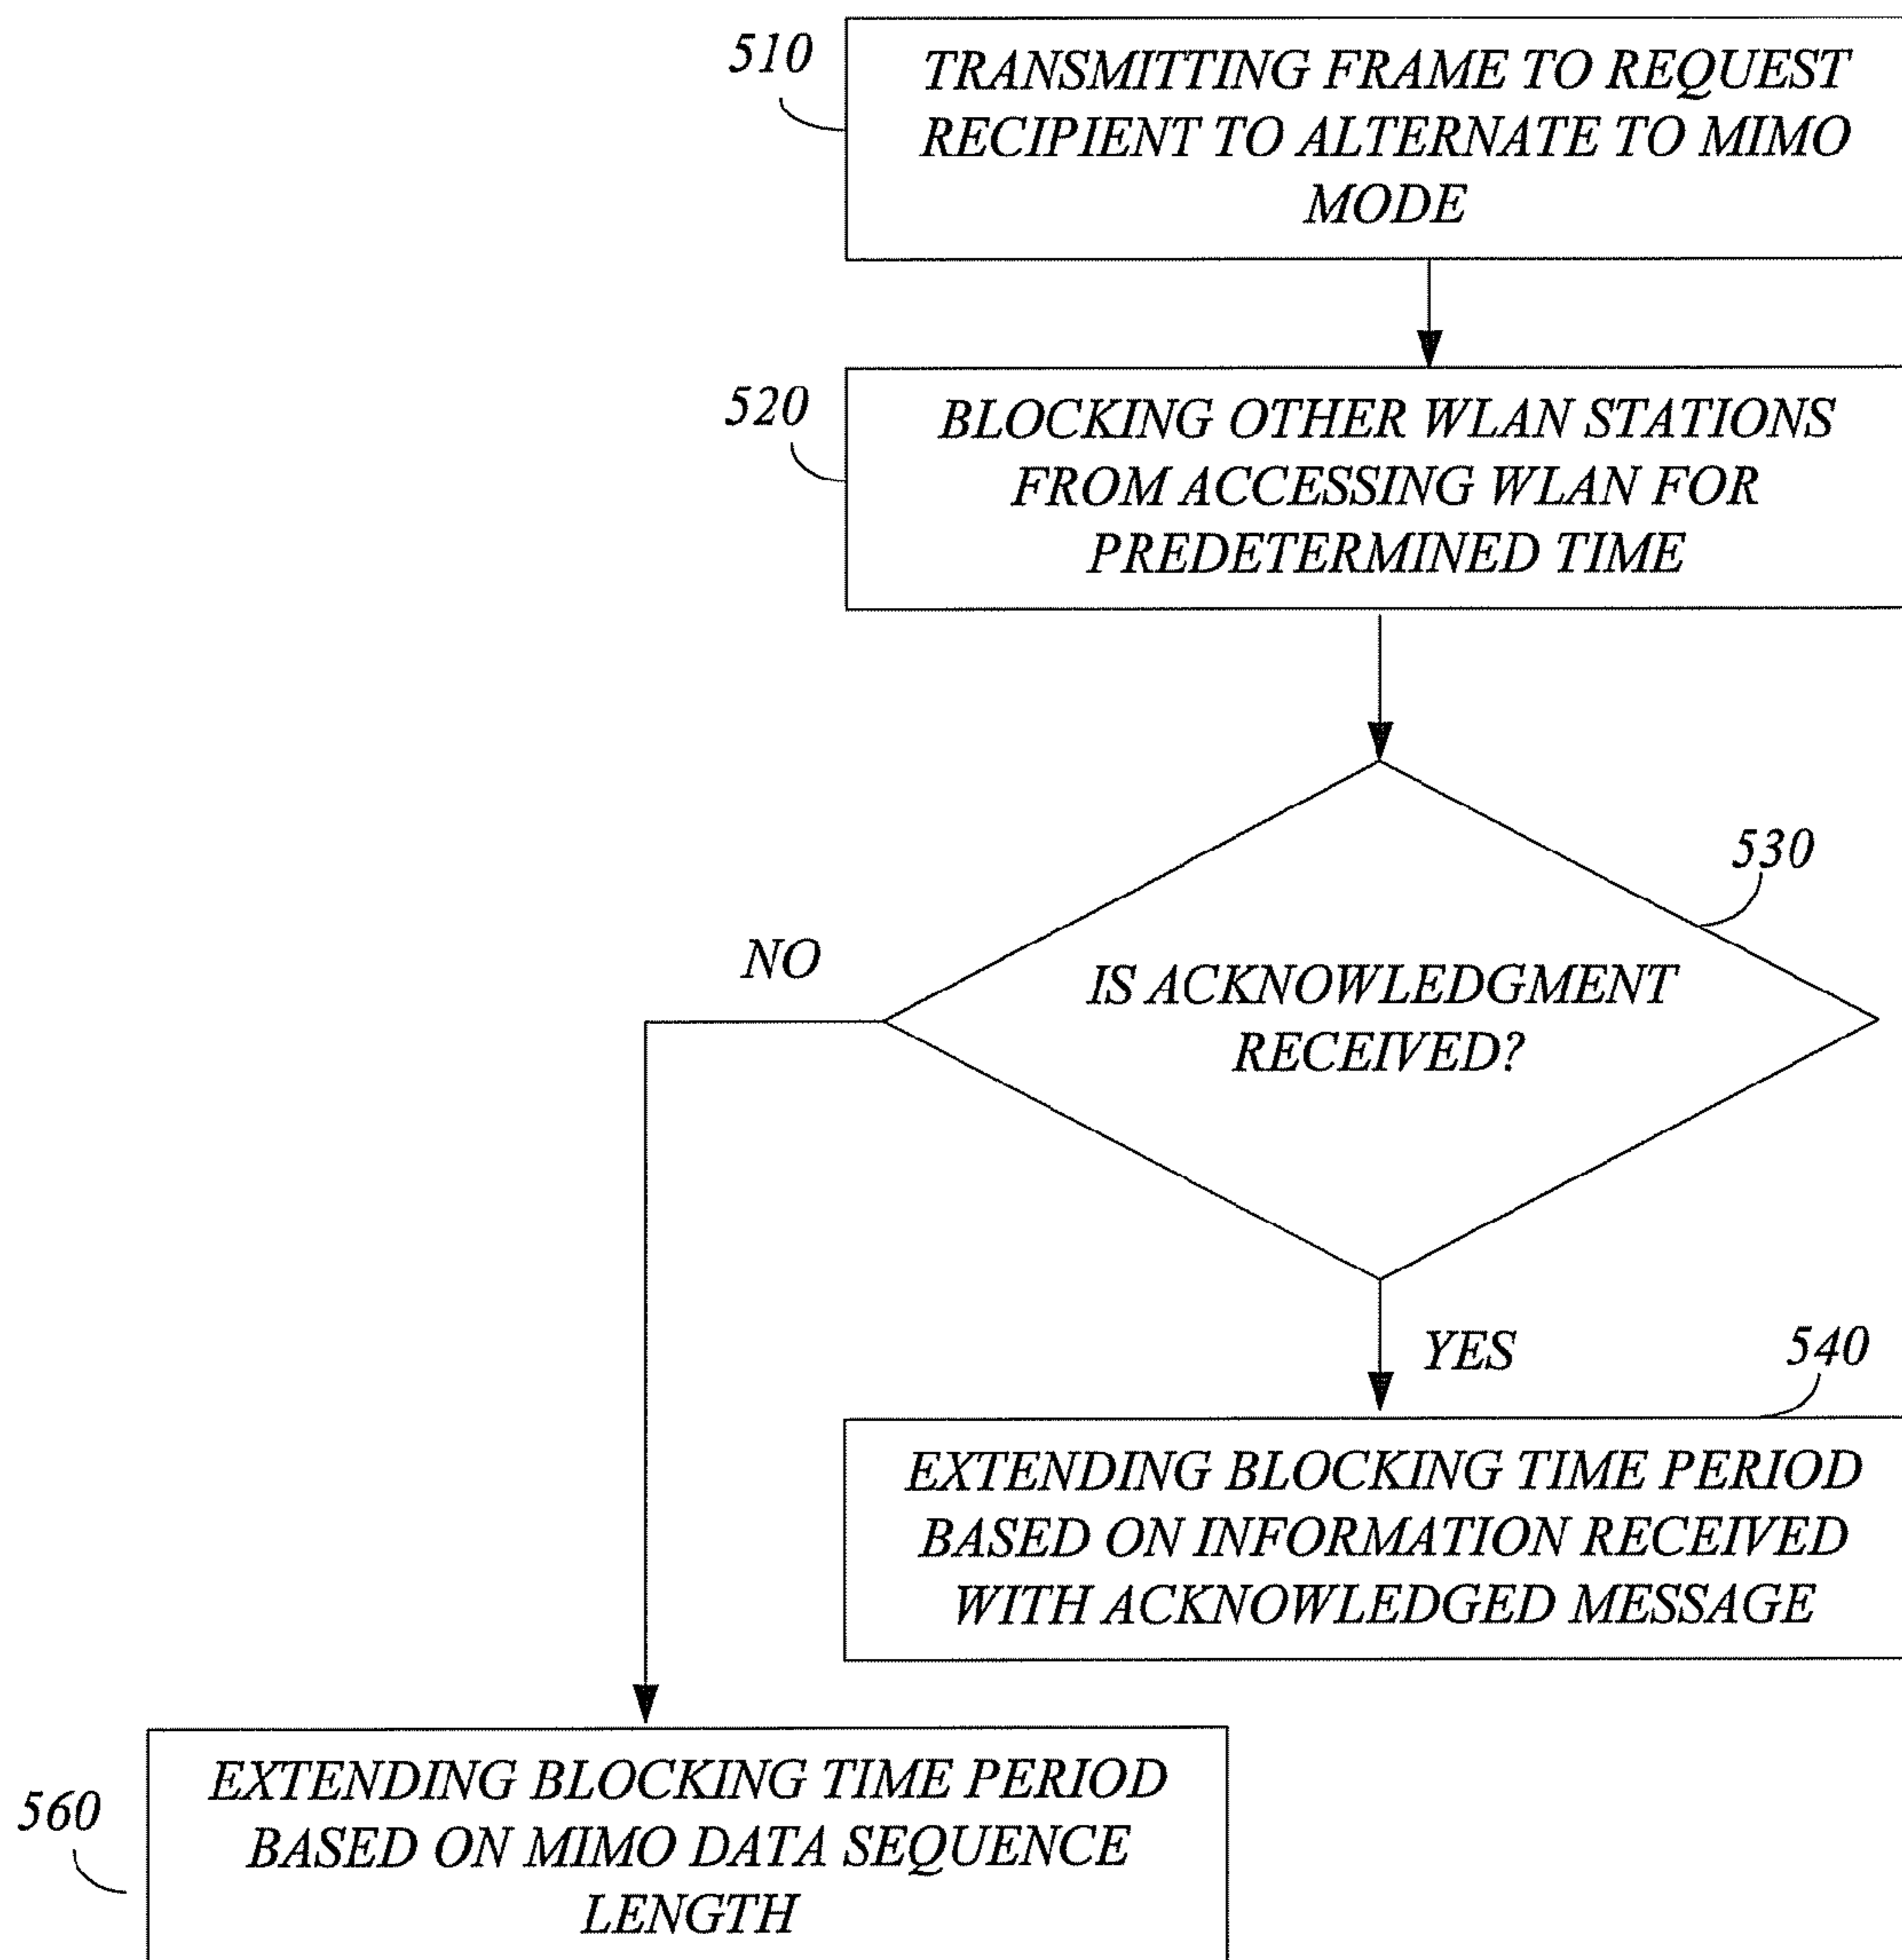 510
TRANSMITTING FRAME TO REQUEST
RECIPIENT TO ALTERNATE TO MIMO
MODE
520
BLOCKING OTHER WLAN STATIONS
FROM ACCESSING WLAN FOR
PREDETERMINED TIME
530
NO
IS ACKNOWLEDGMENT
RECEIVED?
YES
540
EXTENDING BLOCKING TIME PERIOD
BASED ON INFORMATION RECEIVED
WITH ACKNOWLEDGED MESSAGE
560
EXTENDING BLOCKING TIME PERIOD
BASED ON MIMO DATA SEQUENCE
LENGTH